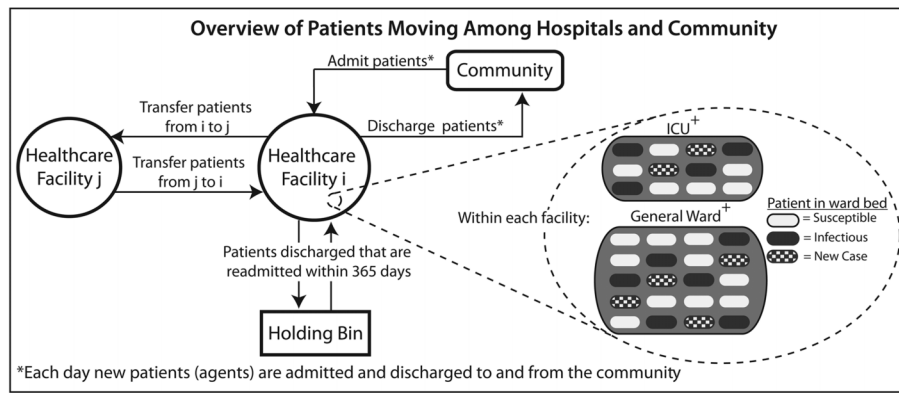 Overview of Patients Moving Among Hospitals and Community
Admit patients*
Community
Transfer patients
from i to j
Discharge patients*
Healthcare
Facility j
Healthcare
Facility i
Transfer patients
from j to i
Patients discharged that are
readmitted within 365 days
Holding Bin
ICU+
Within each facility:
General Ward+
Patient in ward bed
= Susceptible
= Infectious
= New Case
*Each day new patients (agents) are admitted and discharged to and from the community